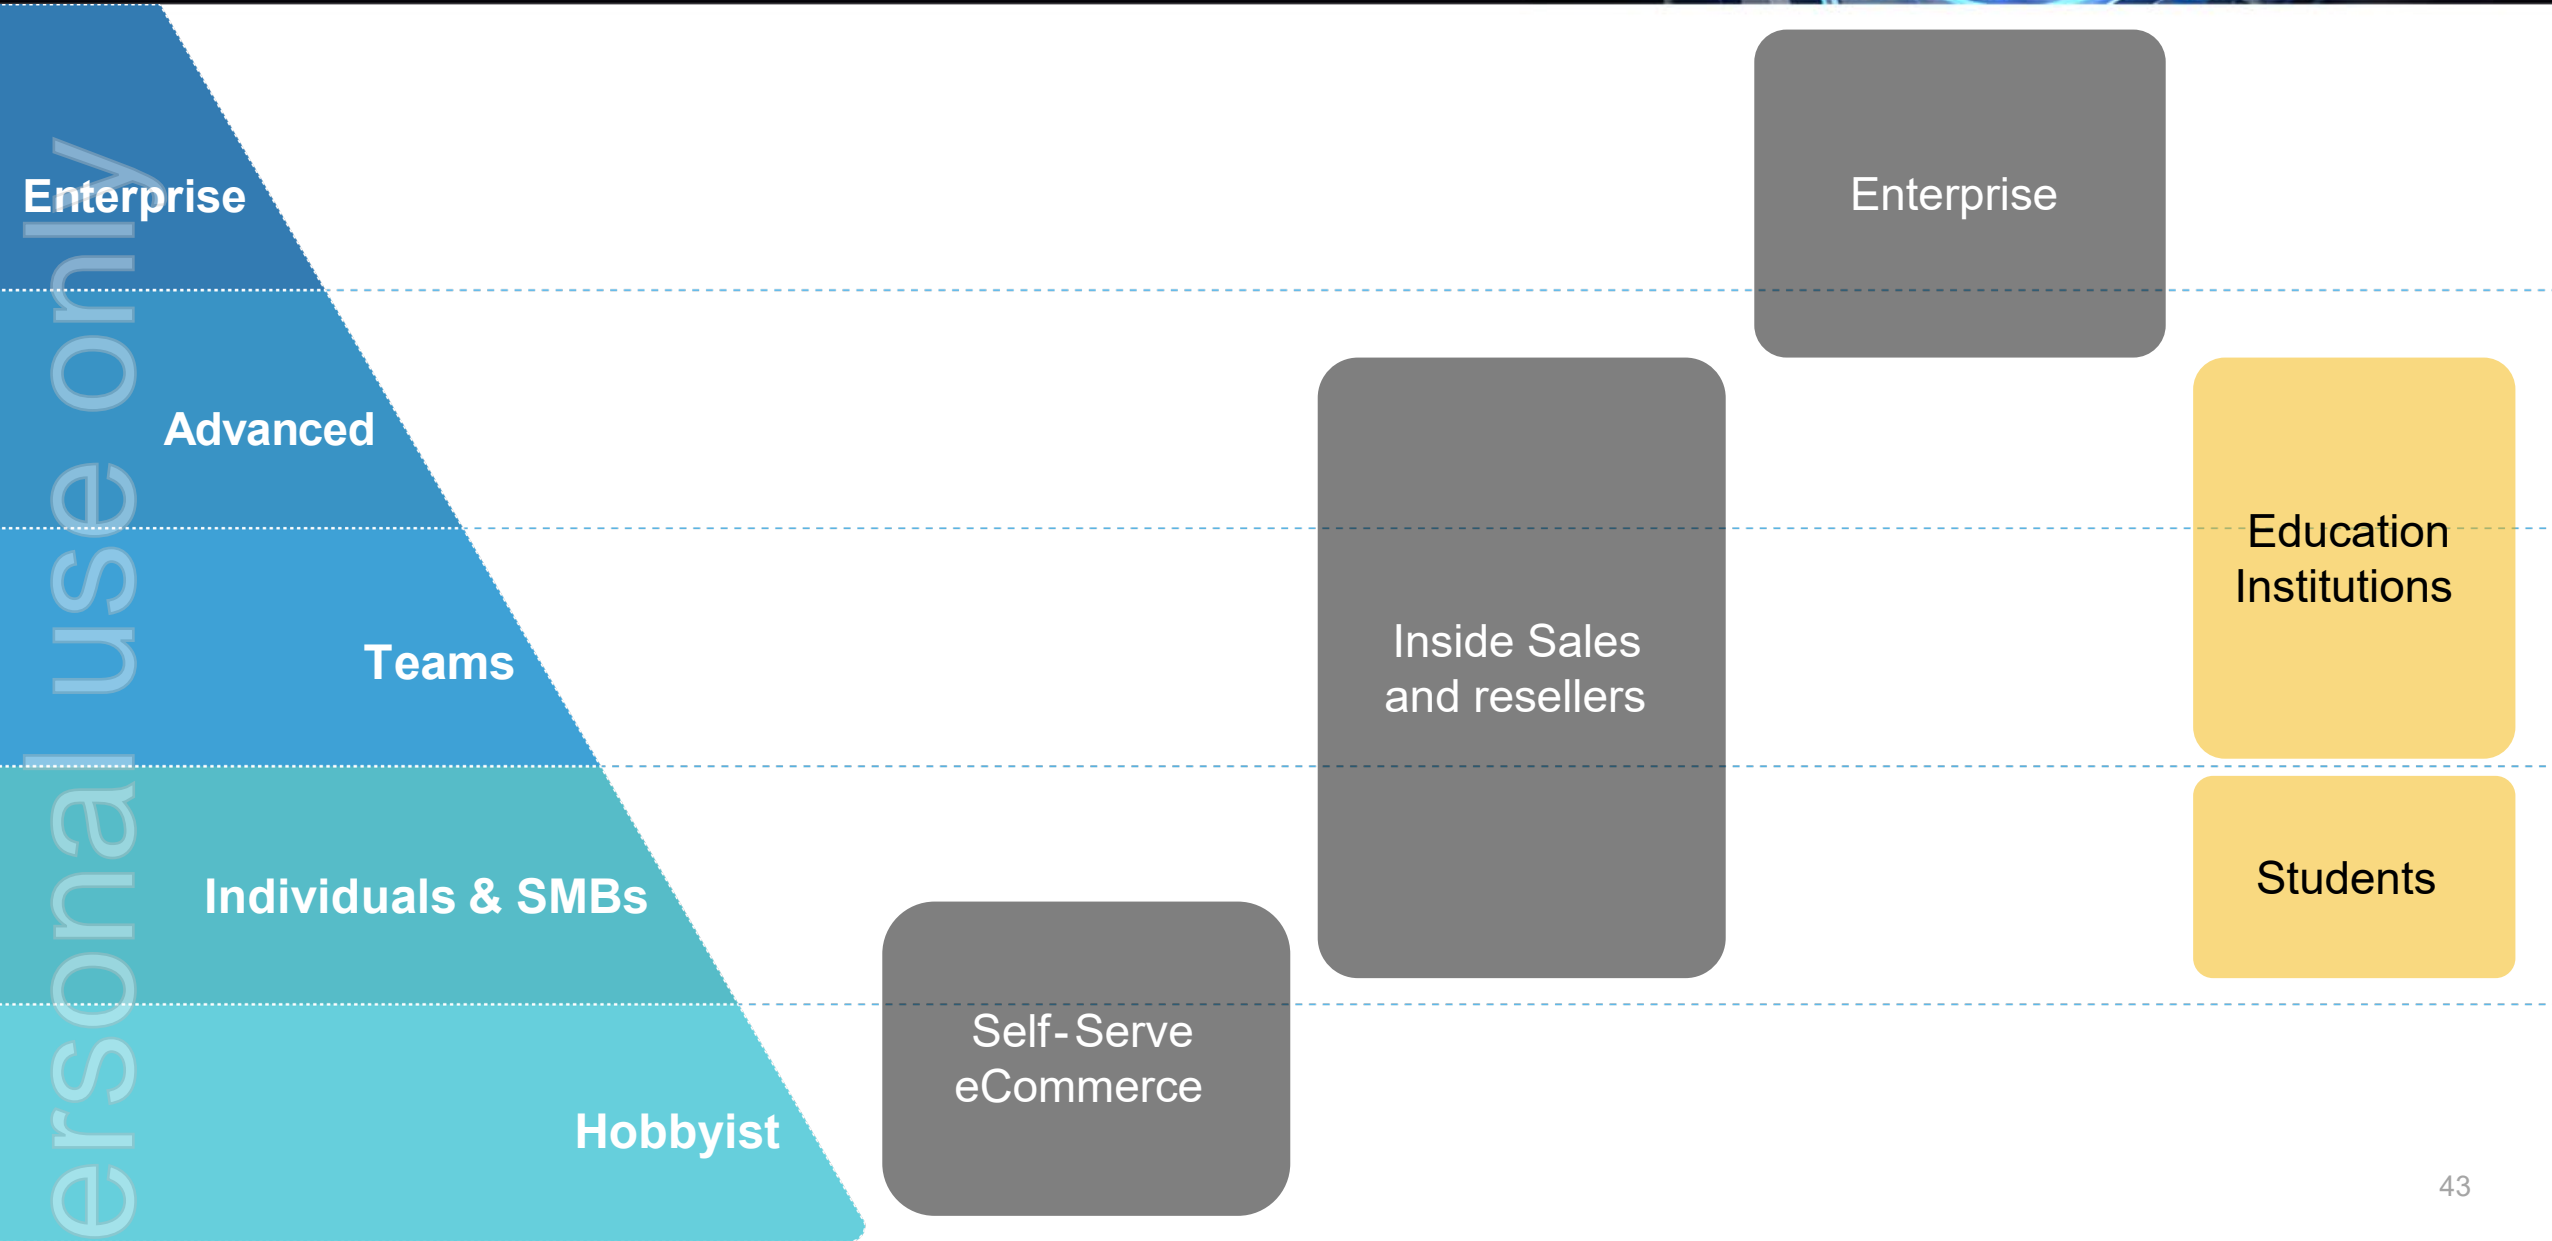 Enterprise
Advanced
Teams
Individuals & SMBs
Hobbyist
Self-Serve
eCommerce
Inside Sales
and resellers
Enterprise
Education
Institutions
Students
ersonal use only
43